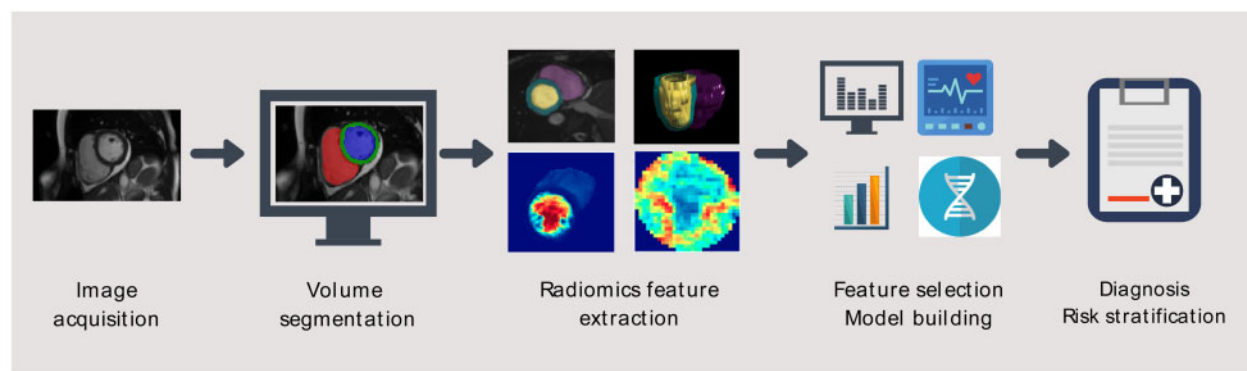 Image
acquisition
Volume
segmentation
Radiomics feature
extraction
Feature selection
Model building
Diagnosis
Risk stratification